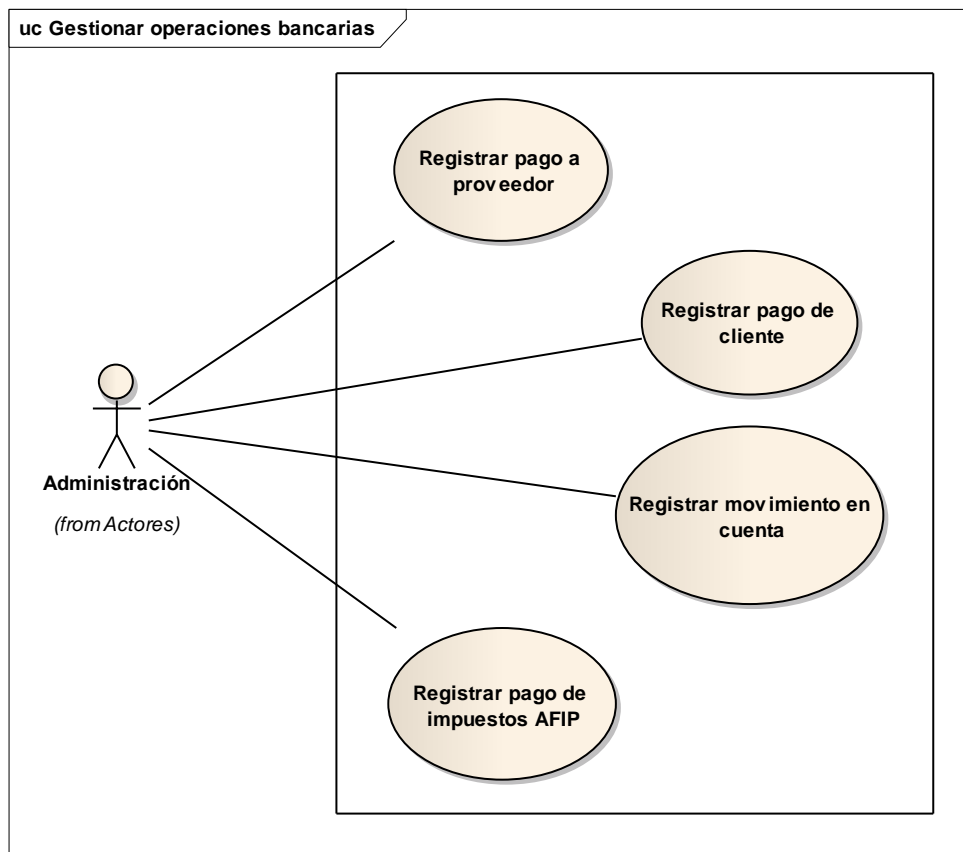 uc Gestionar operaciones bancarias
Registrar pago a
proveedor
Registrar pago de
cliente
Administración
(from Actores)
Registrar movimiento en
cuenta
Registrar pago de
impuestos AFIP